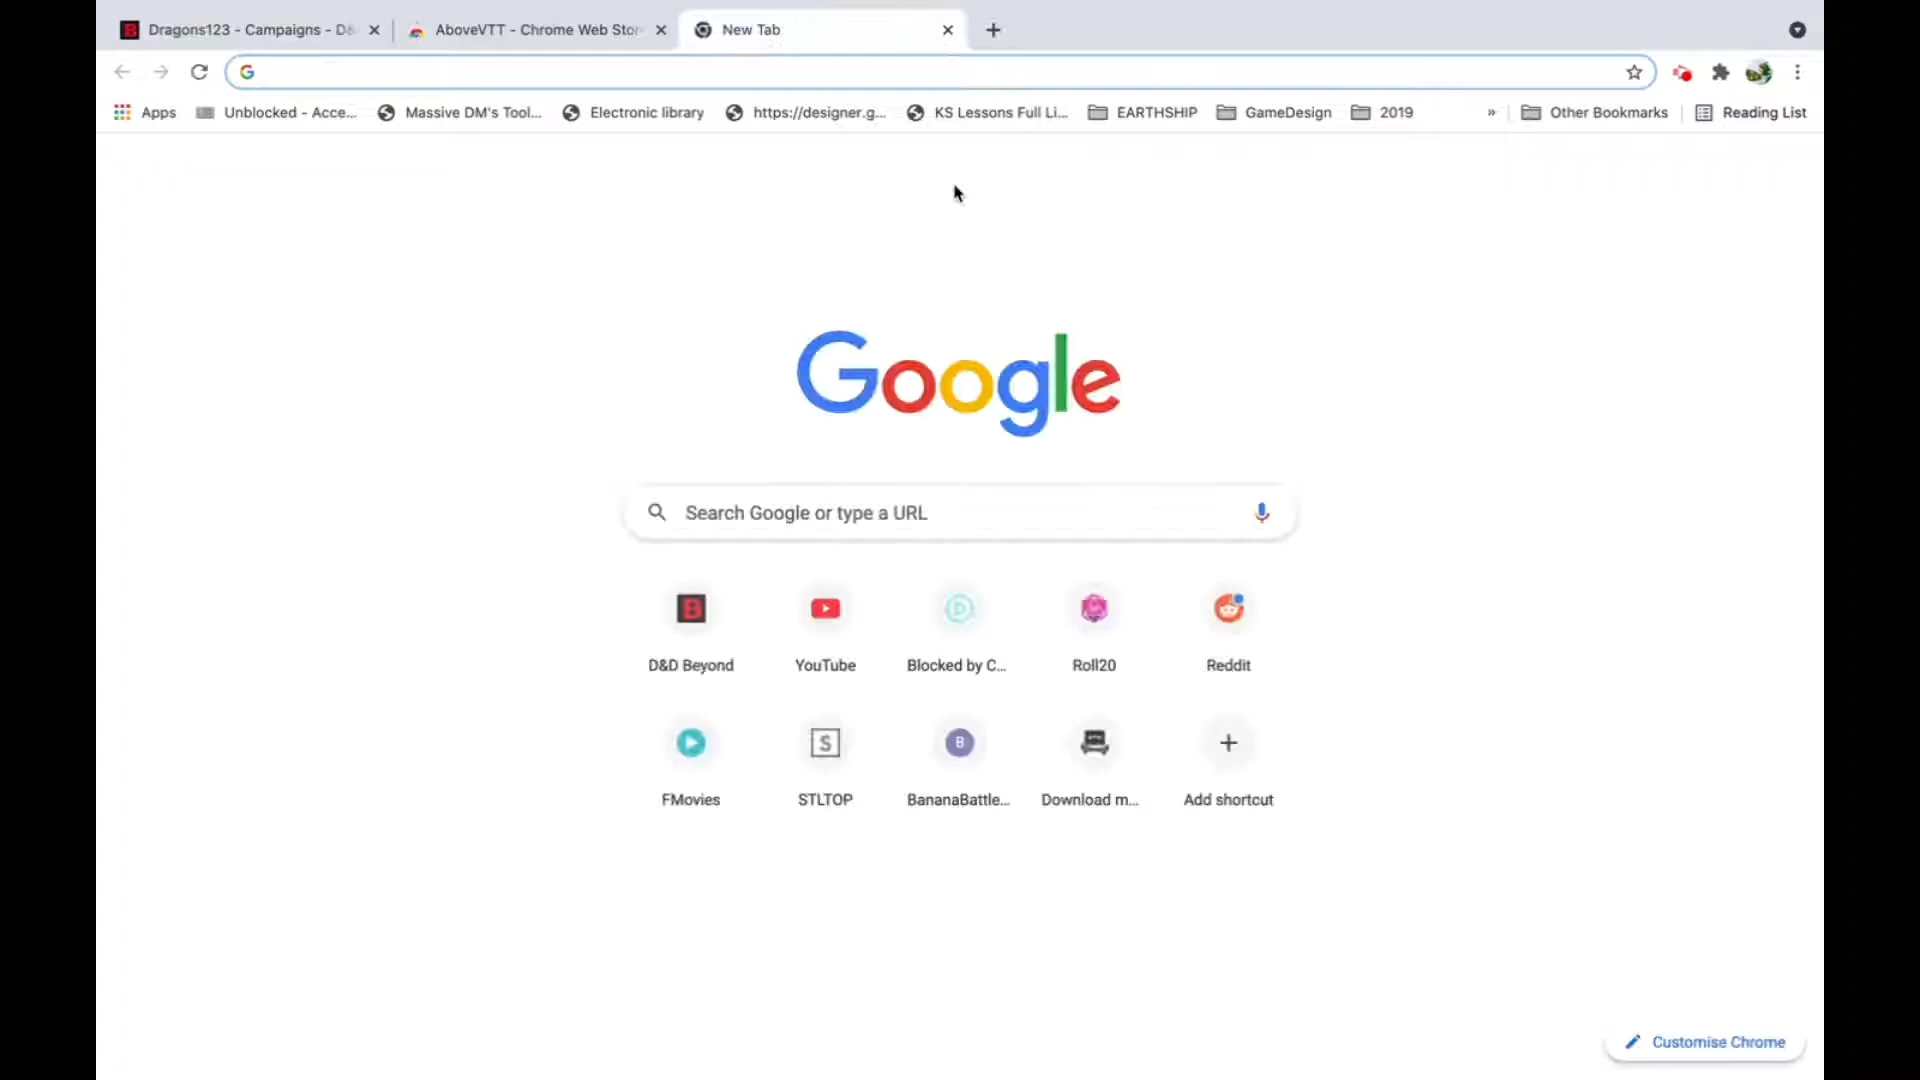 Dragons123 - Campaigns - D&
AboveVTT - Chrome Web Stor
New Tab
Apps
Unblocked - Acce...
Massive DM's Tool...
Electronic library
https://designer.g...
KS Lessons Full Li...
EARTHSHIP
GameDesign
2019
»
Other Bookmarks
Reading List
Google
Search Google or type a URL
D&D Beyond
YouTube
Blocked by C...
Roll20
Reddit
S
B
FMovies
STLTOP
BananaBattle...
Download m...
Add shortcut
Customise Chrome